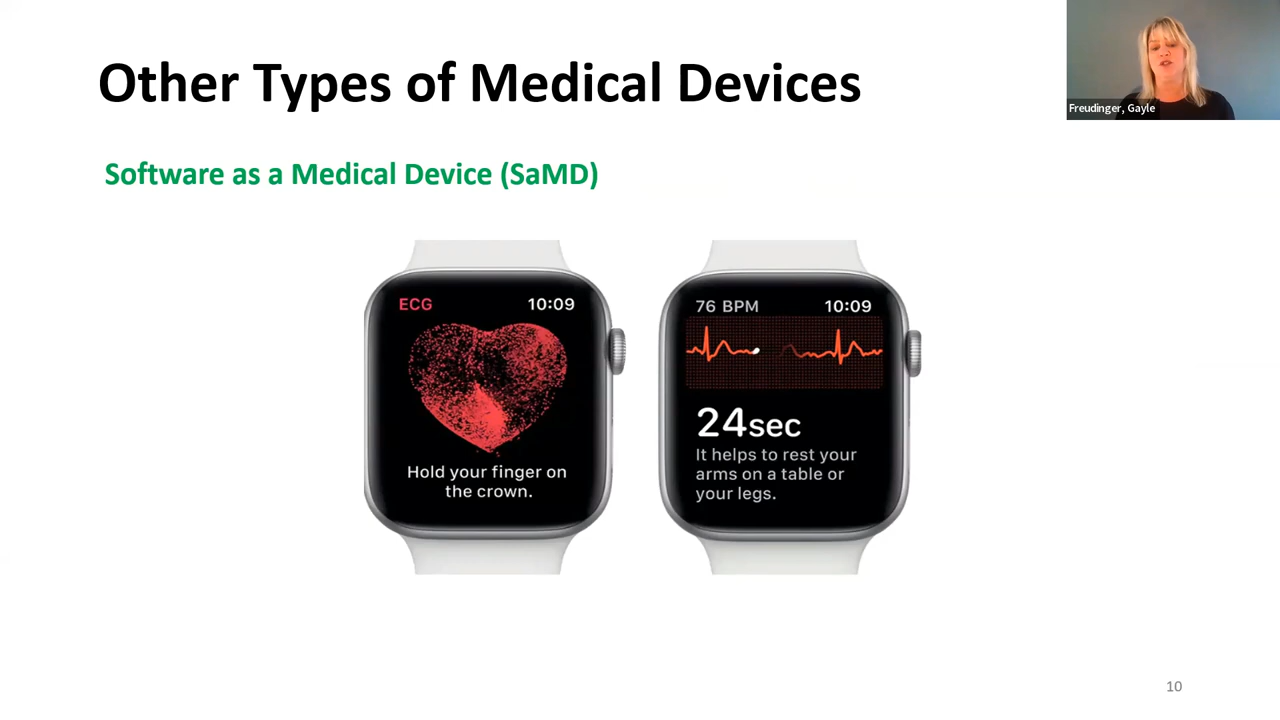 Other Types of Medical Devices
Freudinger, Gayle
Software as a Medical Device (SaMD)
ECG 10:09
Hold your finger on
the crown.
76 BPM 10:09
24sec
It helps to rest your
arms on a table or
your legs.
10